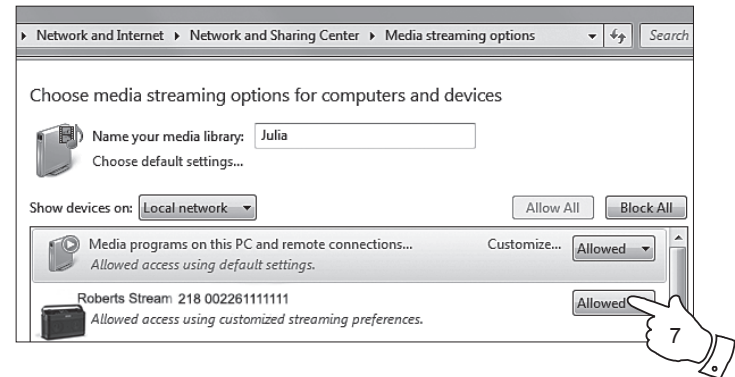 Network and Internet Network and Sharing Center Media streaming options Search
Choose media streaming options for computers and devices
Name your media library: Julia
Choose default settings...
Show devices on: Local network Allow All Block All
Media programs on this PC and remote connections... Customize... Allowed
Allowed access using default settings.
Roberts Stream 218 002261111111 Allowed
Allowed access using customized streaming preferences.
7